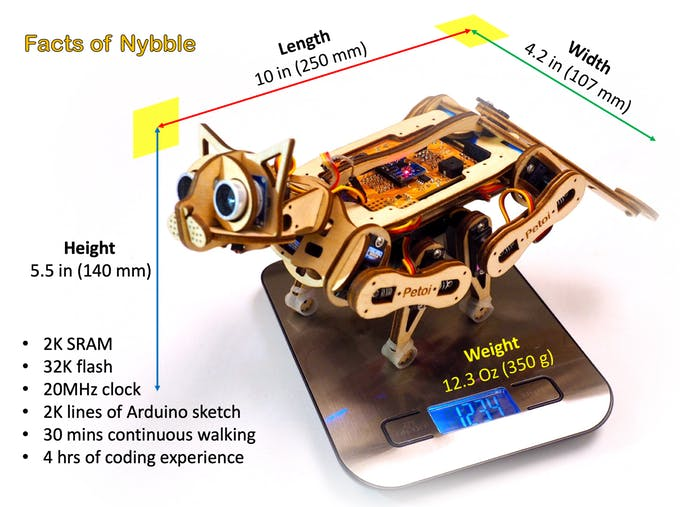 Facts of Nybble
Length
10 in (250 mm)
Width
4.2 in (107 mm)
Height
5.5 in (140 mm)
• 2K SRAM
• 32K flash
• 20MHz clock
• 2K lines of Arduino sketch
• 30 mins continuous walking
• 4 hrs of coding experience
•Petoi•
•Petoi•
Weight
12.3 Oz (350 g)
1234